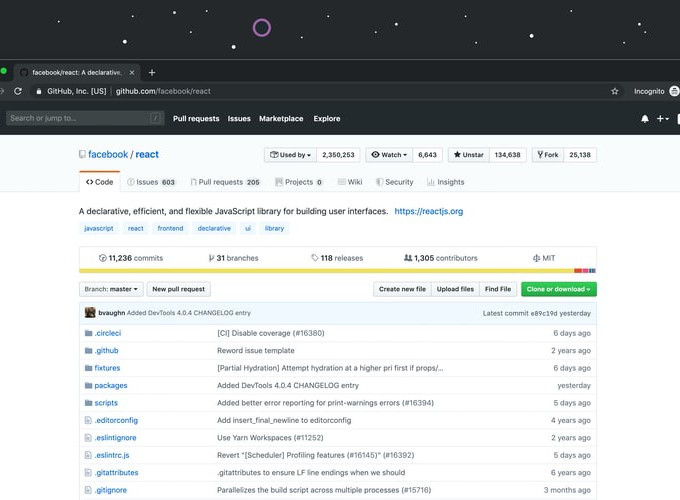 facebook/react: A declarative,
GitHub, Inc. [US] | github.com/facebook/react Incognito
Search or jump to... / Pull requests Issues Marketplace Explore
facebook / react Used by 2,350,253 Watch 6,643 Unstar 134,638 Fork 25,138
Code Issues 603 Pull requests 205 Projects 0 Wiki Security Insights
A declarative, efficient, and flexible JavaScript library for building user interfaces. https://reactjs.org
javascript react frontend declarative ui library
11,236 commits 31 branches 118 releases 1,305 contributors MIT
Branch: master New pull request Create new file Upload files Find File Clone or download
bvaughn Added DevTools 4.0.4 CHANGELOG entry Latest commit e89c19d yesterday
.circleci [CI] Disable coverage (#16380) 6 days ago
.github Reword issue template 2 years ago
fixtures [Partial Hydration] Attempt hydration at a higher pri first if props/... 6 days ago
packages Added DevTools 4.0.4 CHANGELOG entry yesterday
scripts Added better error reporting for print-warnings errors (#16394) 5 days ago
.editorconfig Add insert_final_newline to editorconfig 4 years ago
.eslintignore Use Yarn Workspaces (#11252) 2 years ago
.eslintrc.js Revert "[Scheduler] Profiling features (#16145)" (#16392) 5 days ago
.gitattributes .gitattributes to ensure LF line endings when we should 6 years ago
.gitignore Parallelizes the build script across multiple processes (#15716) 3 months ago